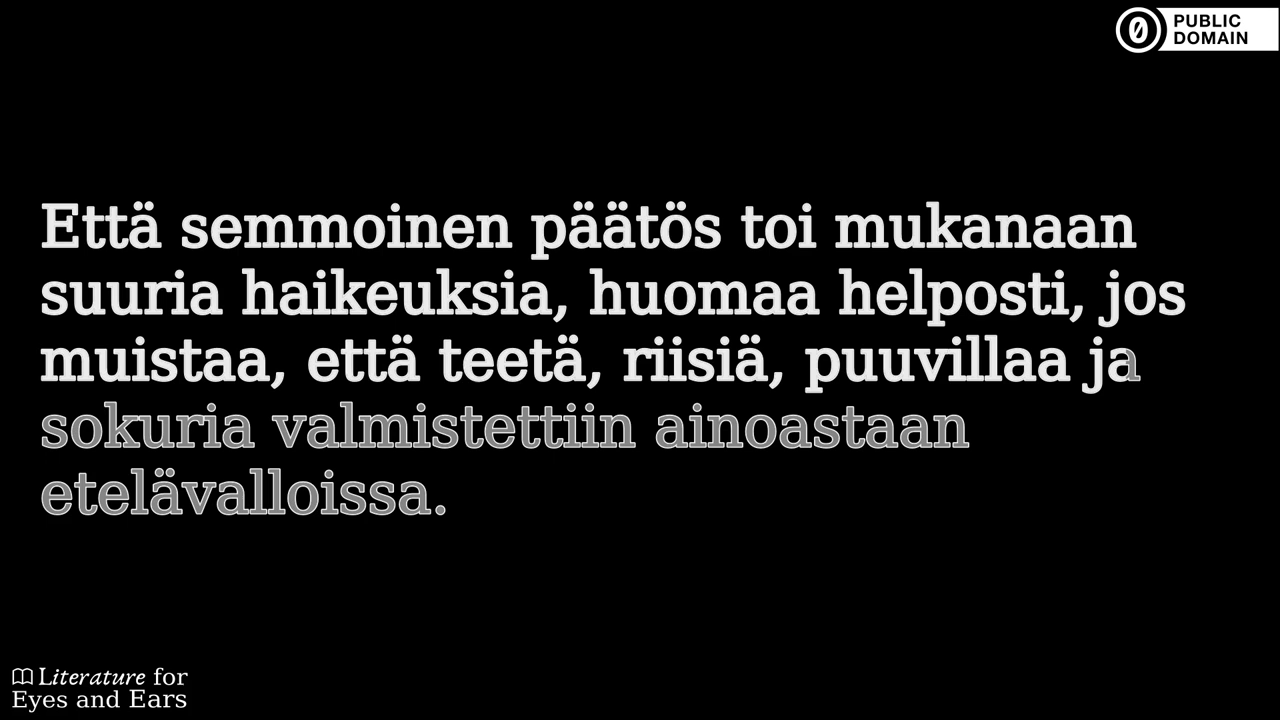 PUBLIC
DOMAIN
Että semmoinen päätös toi mukanaan
suuria haikeuksia, huomaa helposti, jos
muistaa, että teetä, riisiä, puuvillaa ja
sokuria valmistettiin ainoastaan
etelävalloissa.
Literature for
Eyes and Ears